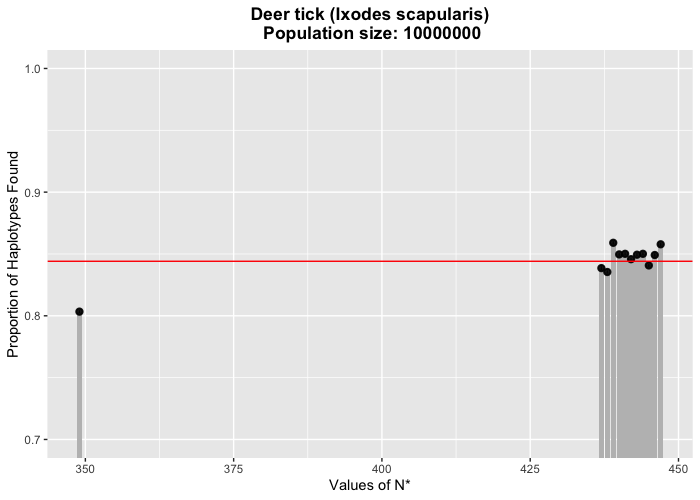 Deer tick (Ixodes scapularis)
Population size: 10000000
Proportion of Haplotypes Found
1.0
0.9
0.8
0.7
350 375 400 425 450
Values of N*